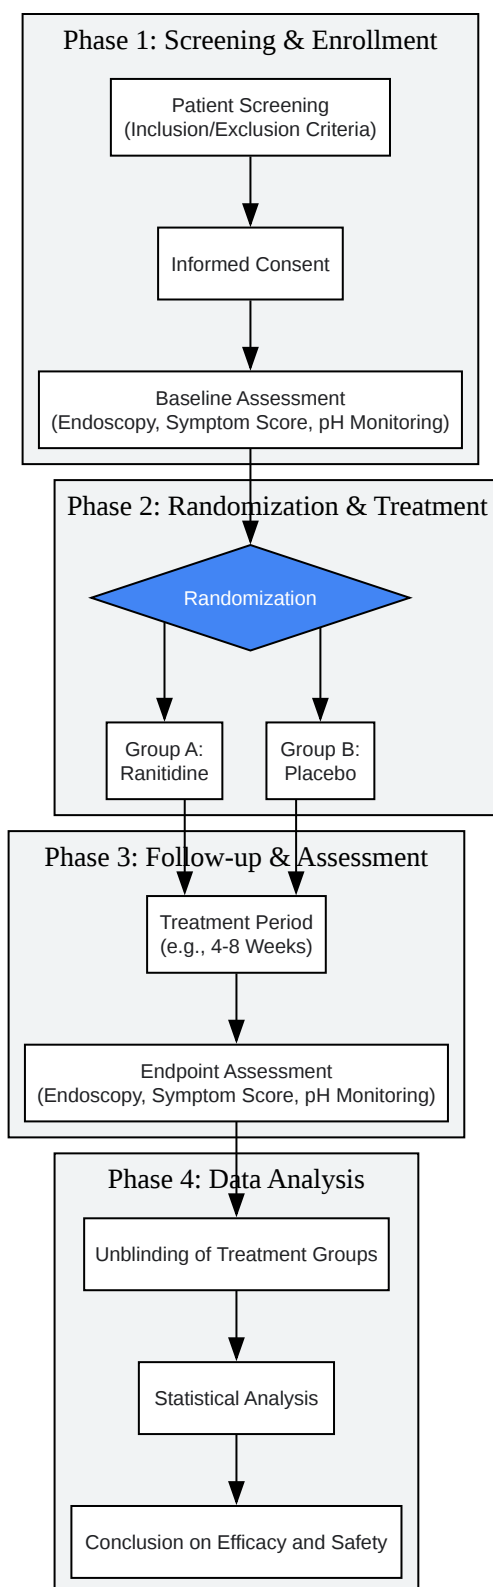 Phase 1: Screening & Enrollment
Patient Screening
(Inclusion/Exclusion Criteria)
Informed Consent
Baseline Assessment
(Endoscopy, Symptom Score, pH Monitoring)
Phase 2: Randomization & Treatment
Randomization
Group A:
Ranitidine
Group B:
Placebo
Phase 3: Follow-up & Assessment
Treatment Period
(e.g., 4-8 Weeks)
Endpoint Assessment
(Endoscopy, Symptom Score, pH Monitoring)
Phase 4: Data Analysis
Unblinding of Treatment Groups
Statistical Analysis
Conclusion on Efficacy and Safety